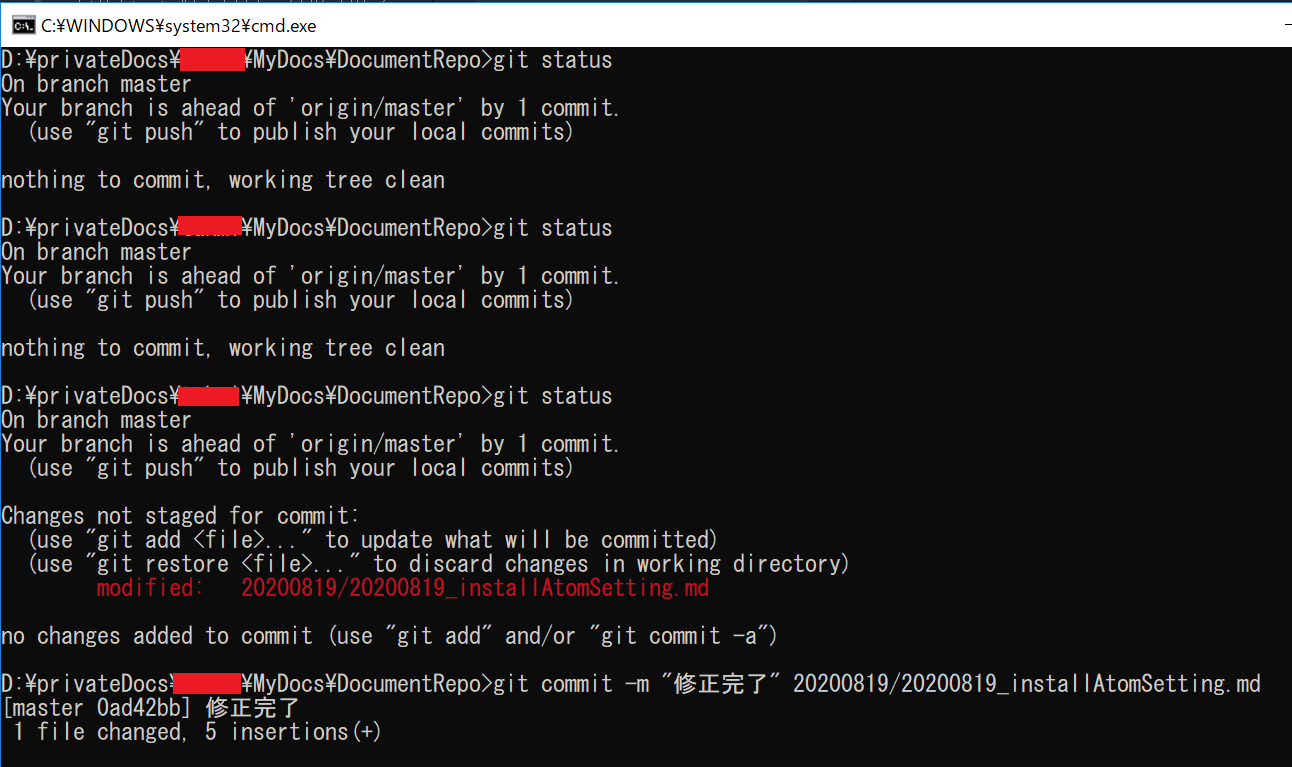 C:¥WINDOWS¥system32¥cmd.exe
D:¥privateDocs¥ ¥MyDocs¥DocumentRepo>git status
On branch master
Your branch is ahead of 'origin/master' by 1 commit.
  (use "git push" to publish your local commits)
nothing to commit, working tree clean
D:¥privateDocs¥ ¥MyDocs¥DocumentRepo>git status
On branch master
Your branch is ahead of 'origin/master' by 1 commit.
  (use "git push" to publish your local commits)
nothing to commit, working tree clean
D:¥privateDocs¥ ¥MyDocs¥DocumentRepo>git status
On branch master
Your branch is ahead of 'origin/master' by 1 commit.
  (use "git push" to publish your local commits)
Changes not staged for commit:
  (use "git add <file>..." to update what will be committed)
  (use "git restore <file>..." to discard changes in working directory)
        modified:   20200819/20200819_installAtomSetting.md
no changes added to commit (use "git add" and/or "git commit -a")
D:¥privateDocs¥ ¥MyDocs¥DocumentRepo>git commit -m "修正完了" 20200819/20200819_installAtomSetting.md
[master 0ad42bb] 修正完了
 1 file changed, 5 insertions(+)